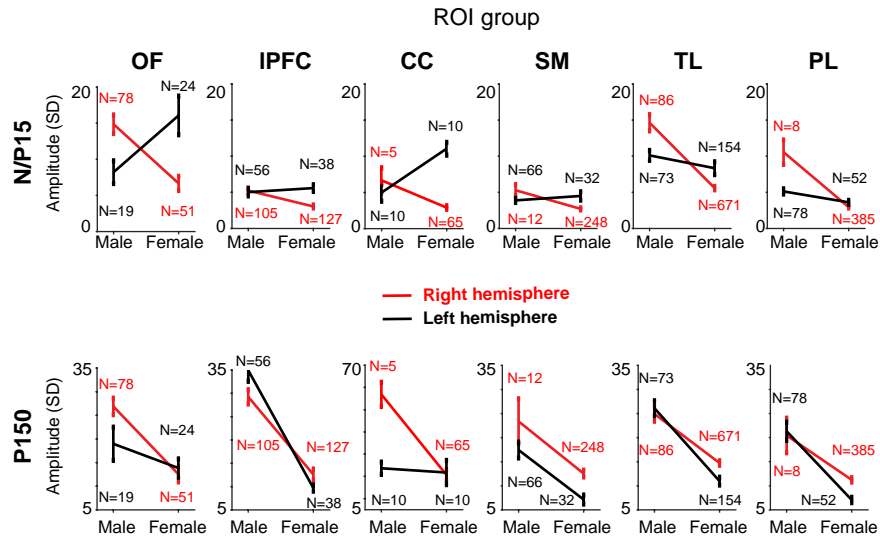 ROI group
OF IPFC CC SM TL PL
N/P15
Amplitude (SD)
20 20 20 20 20 20
N=78 N=24 N=56 N=38 N=5 N=10 N=66 N=32 N=86 N=154 N=8 N=52
N=19 N=51 N=105 N=127 N=10 N=65 N=12 N=248 N=73 N=671 N=78 N=385
0 0 0 0 0 0
Male Female Male Female Male Female Male Female Male Female Male Female
Right hemisphere
Left hemisphere
P150
Amplitude (SD)
35 35 70 35 35 35
N=78 N=24 N=56 N=127 N=5 N=65 N=12 N=248 N=73 N=671 N=78 N=385
N=19 N=51 N=105 N=38 N=10 N=10 N=66 N=32 N=86 N=154 N=8 N=52
5 5 5 5 5 5
Male Female Male Female Male Female Male Female Male Female Male Female